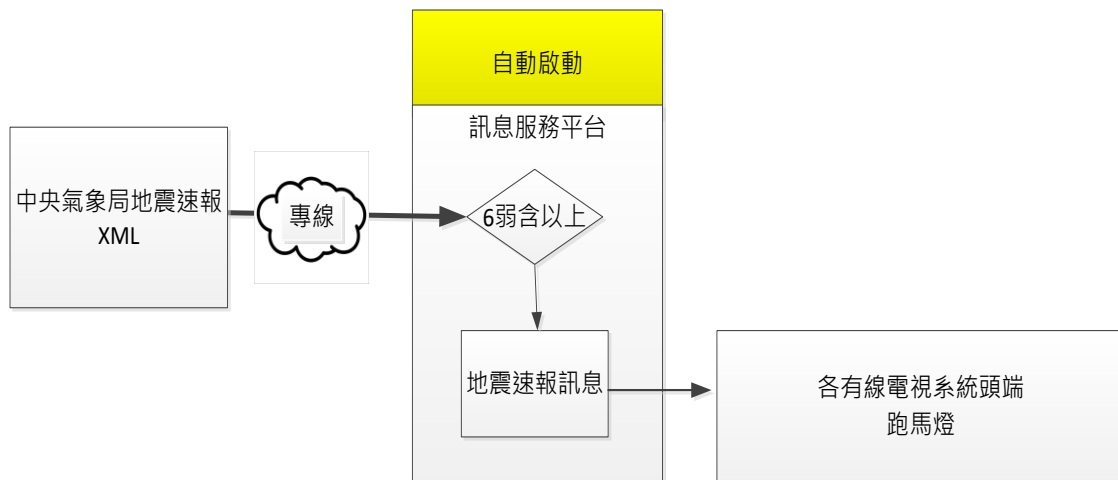 自動啟動
訊息服務平台
中央氣象局地震速報
XML
專線
6弱含以上
地震速報訊息
各有線電視系統頭端
跑馬燈